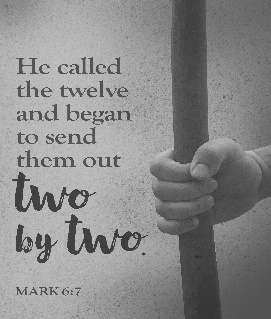 He called
the twelve
and began
to send
them out
two
by two.
MARK 6:7